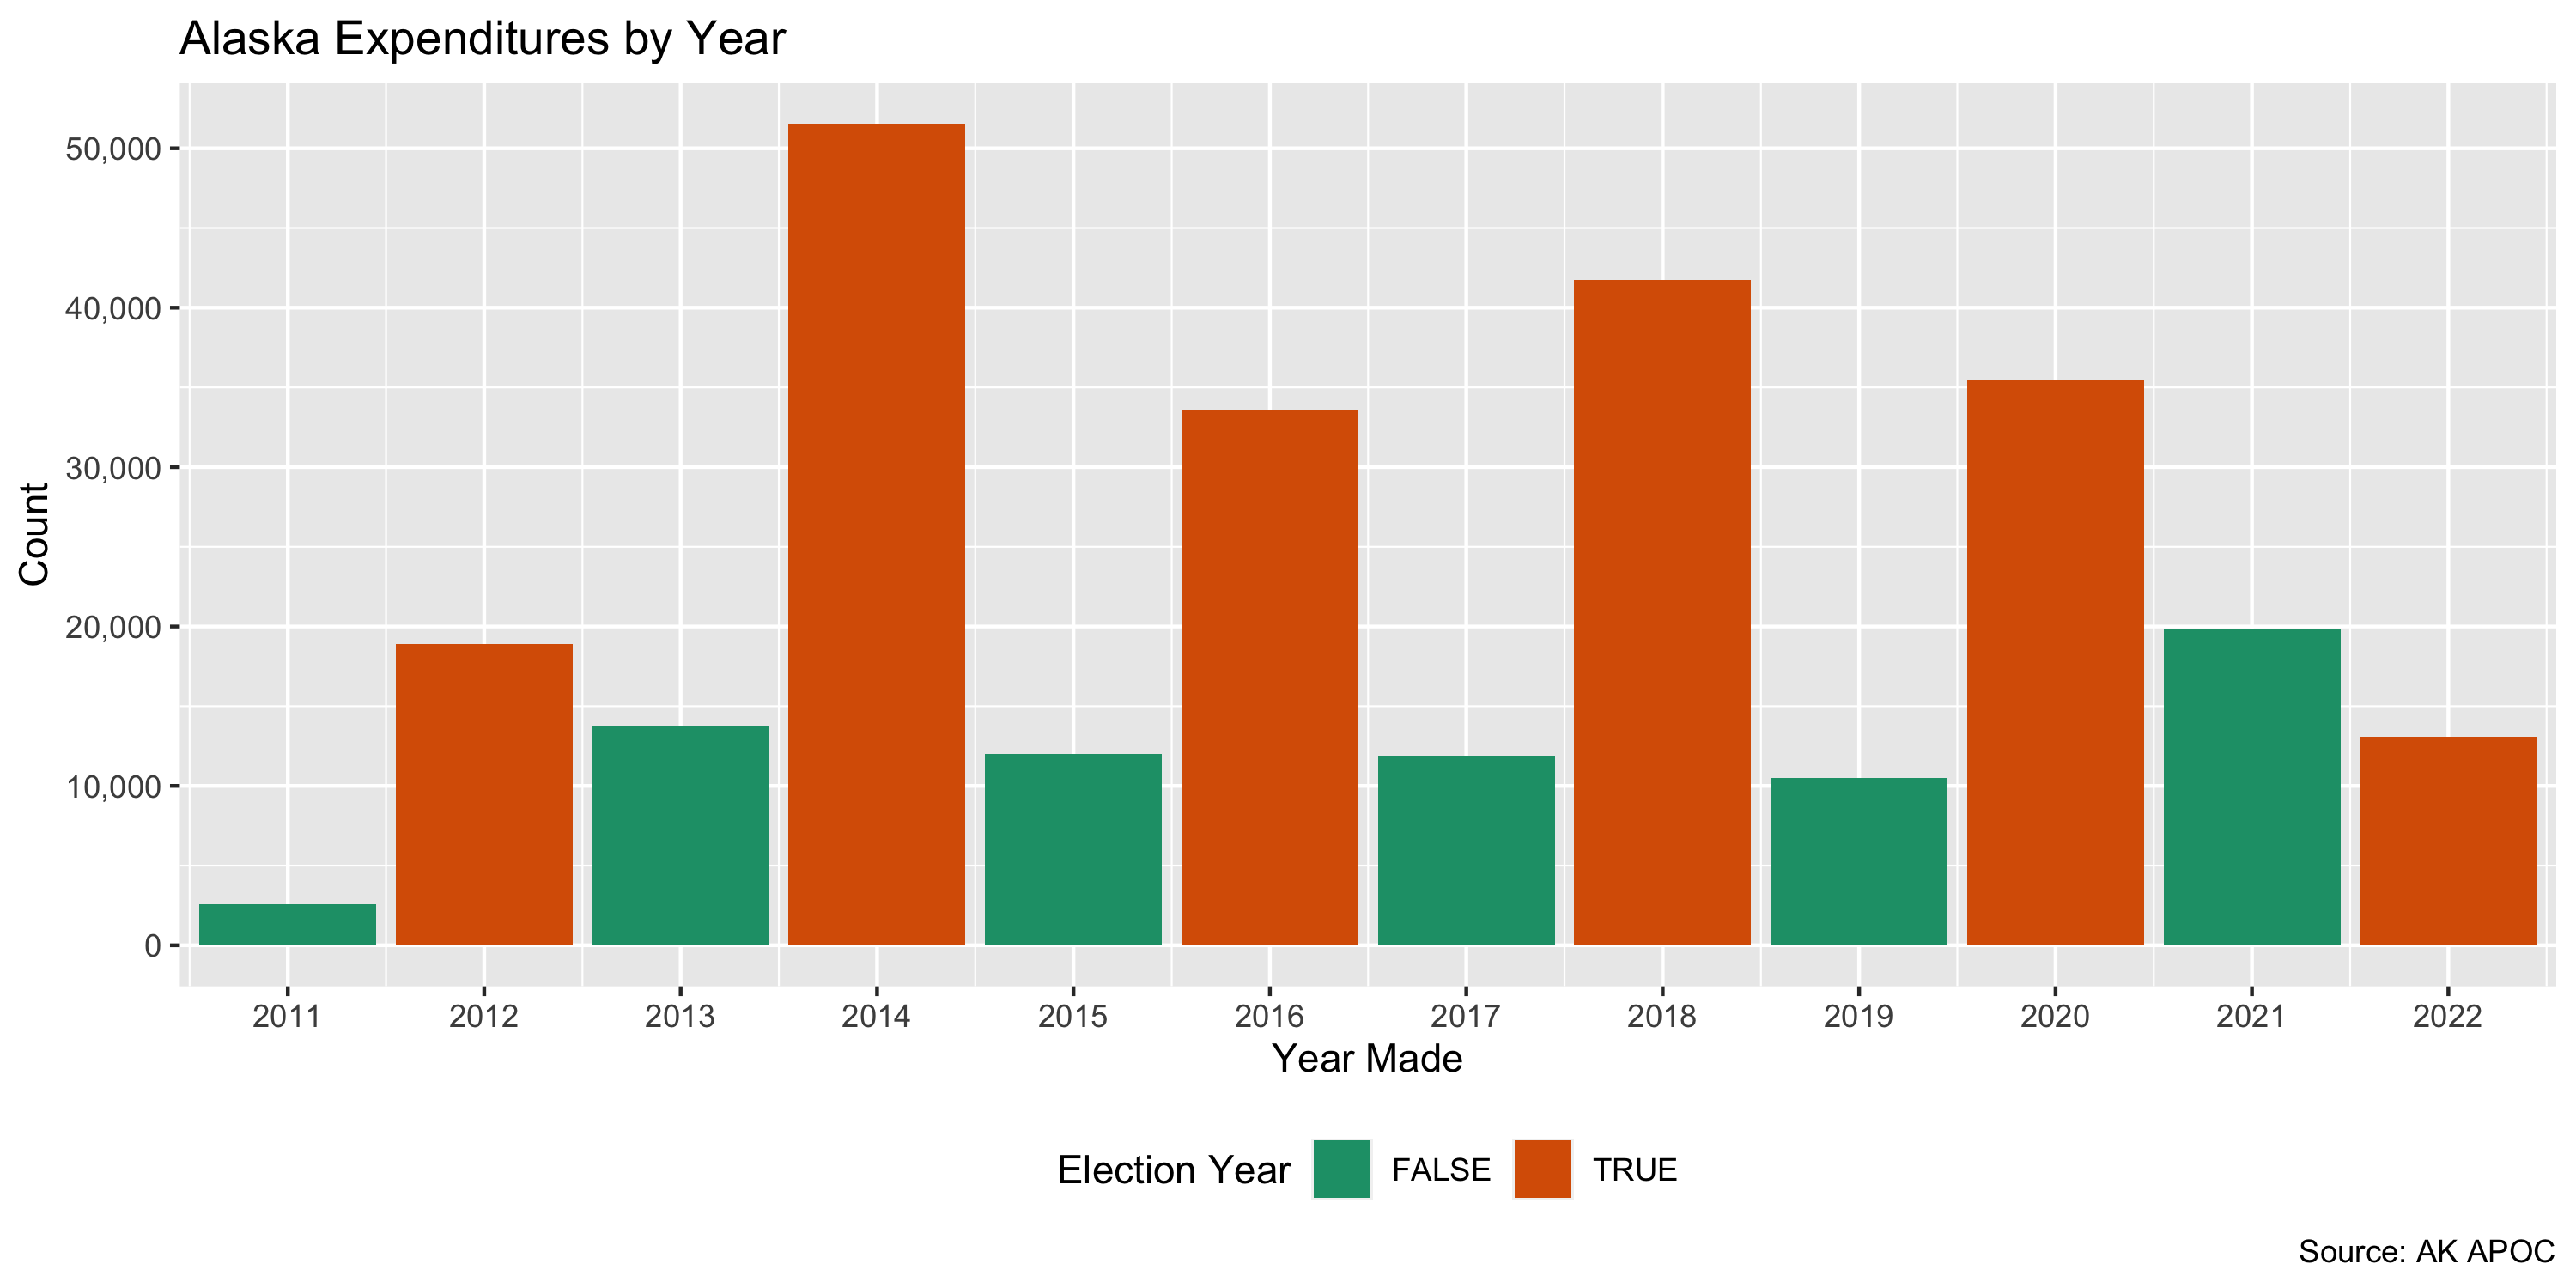 Alaska Expenditures by Year
Count
50,000
40,000
30,000
20,000
10,000
0
2011 2012 2013 2014 2015 2016 2017 2018 2019 2020 2021 2022
Year Made
Election Year FALSE TRUE
Source: AK APOC